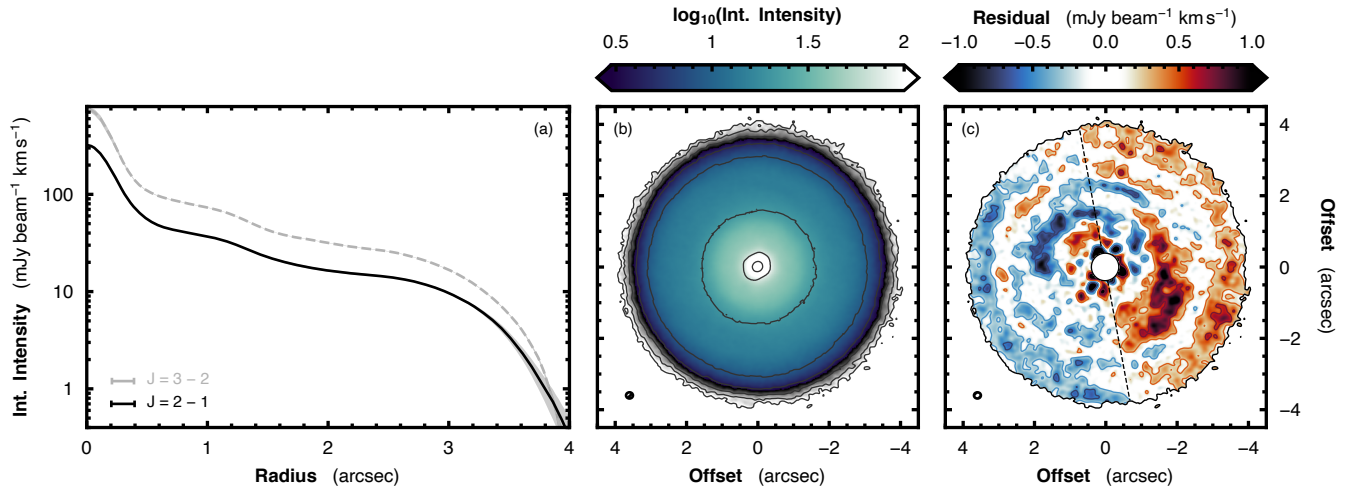 log₁₀(Int. Intensity)
0.5 1 1.5 2
Residual (mJy beam⁻¹ km s⁻¹)
−1.0 −0.5 0.0 0.5 1.0
Int. Intensity (mJy beam⁻¹ km s⁻¹)
100
10
1
(a)
J = 3 − 2
J = 2 − 1
0 1 2 3 4
Radius (arcsec)
(b)
4 2 0 −2 −4
Offset (arcsec)
(c)
4
2
0
−2
−4
Offset (arcsec)
4 2 0 −2 −4
Offset (arcsec)